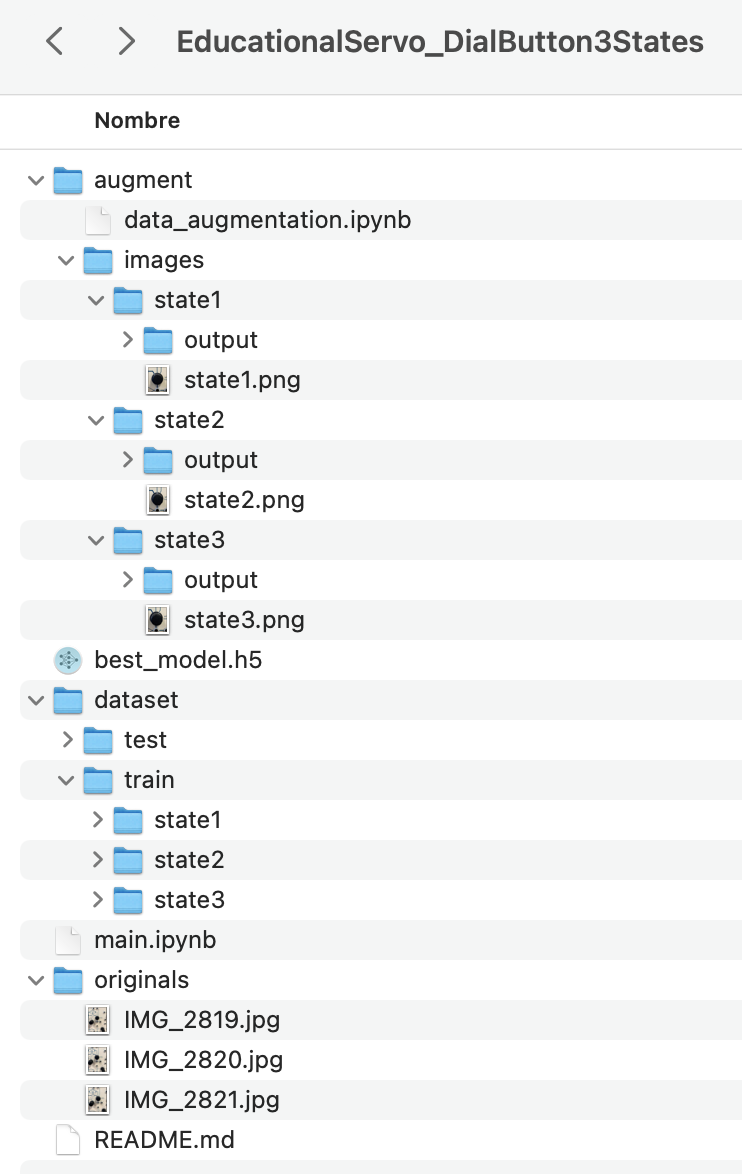 EducationalServo_DialButton3States
Nombre
augment
data_augmentation.ipynb
images
state1
output
state1.png
state2
output
state2.png
state3
output
state3.png
best_model.h5
dataset
test
train
state1
state2
state3
main.ipynb
originals
IMG_2819.jpg
IMG_2820.jpg
IMG_2821.jpg
README.md